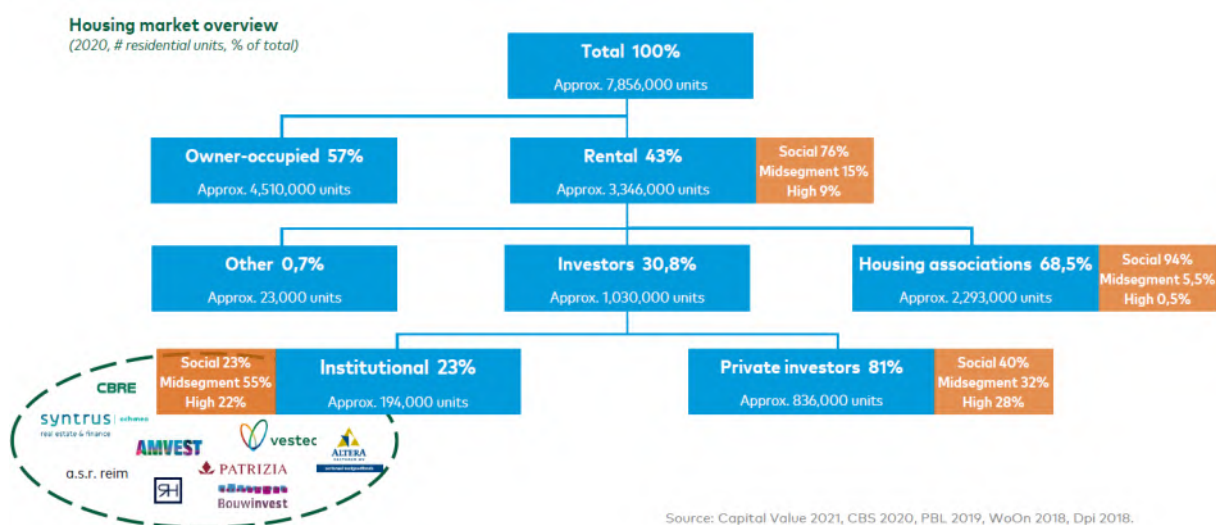 Housing market overview
(2020, # residential units, % of total)
Total 100%
Approx. 7,856,000 units
Owner-occupied 57%
Approx. 4,510,000 units
Rental 43%
Approx. 3,346,000 units
Social 76%
Midsegment 15%
High 9%
Other 0,7%
Approx. 23,000 units
Investors 30,8%
Approx. 1,030,000 units
Housing associations 68,5%
Approx. 2,293,000 units
Social 94%
Midsegment 5,5%
High 0,5%
Social 23%
Midsegment 55%
High 22%
Institutional 23%
Approx. 194,000 units
Private investors 81%
Approx. 836,000 units
Social 40%
Midsegment 32%
High 28%
CBRE
syntrus achmea
real estate & finance
AMVEST
vestec
ALTERA
a.s.r. reim
PATRIZIA
SH
Bouwinvest
Source: Capital Value 2021, CBS 2020, PBL 2019, WoOn 2018, Dpi 2018.